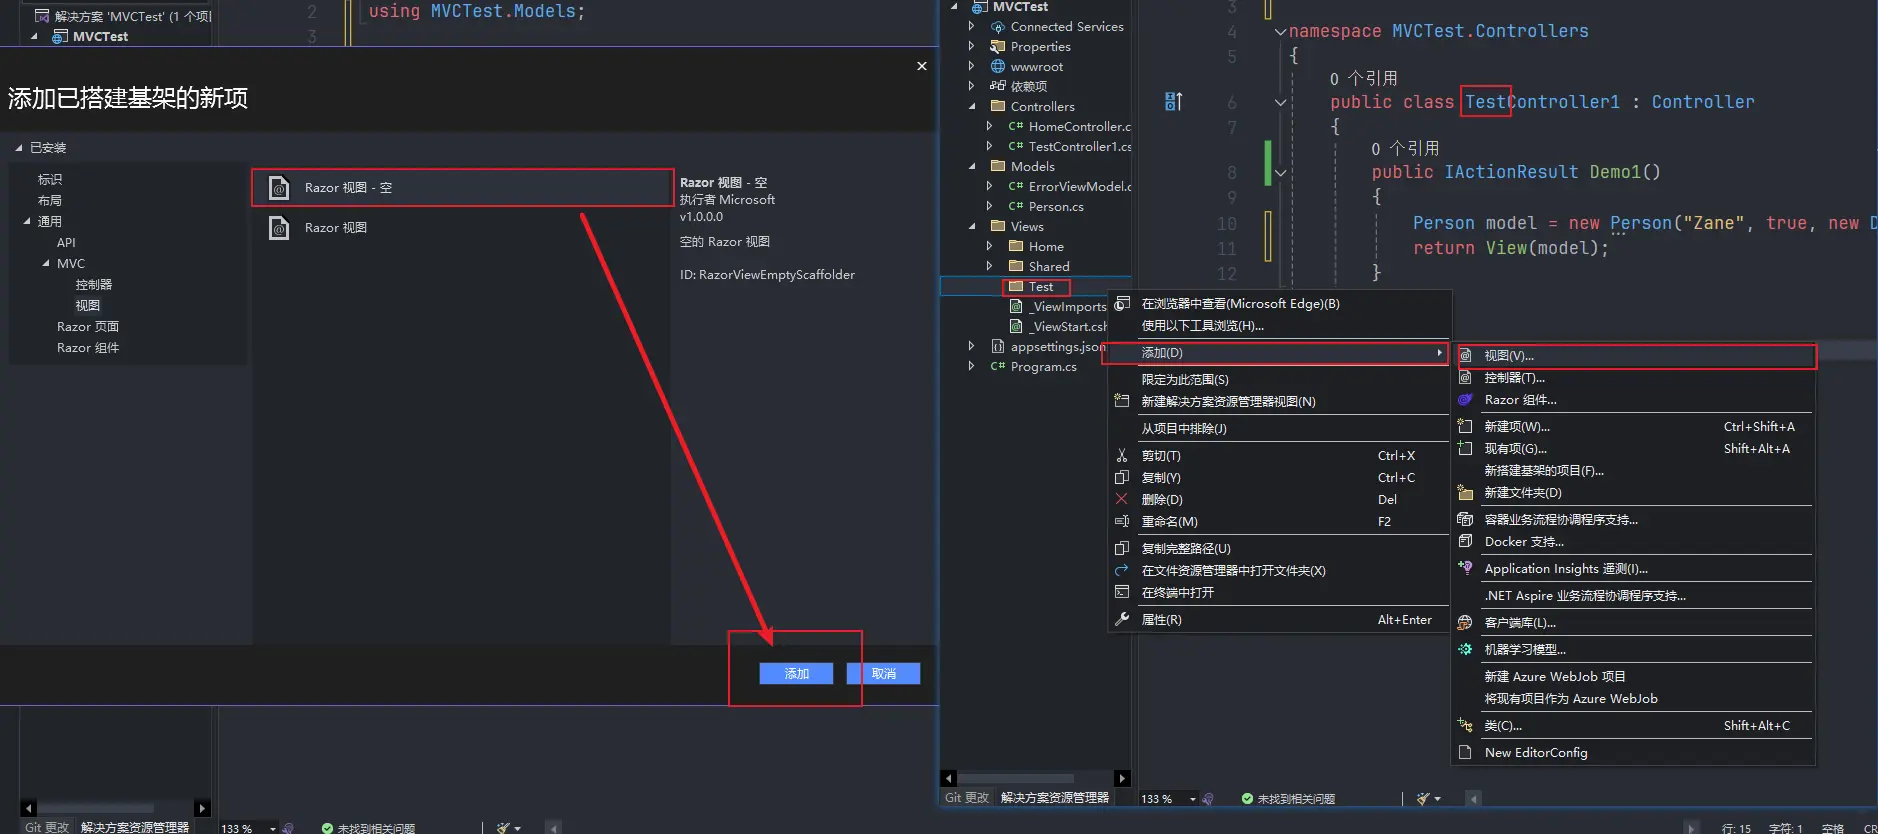 解决方案 'MVCTest' (1 个项
MVCTest
2
3
using MVCTest.Models;
添加已搭建基架的新项
已安装
标识
布局
通用
API
MVC
控制器
视图
Razor 页面
Razor 组件
Razor 视图 - 空
Razor 视图
Razor 视图 - 空
执行者 Microsoft
v1.0.0.0
空的 Razor 视图
ID: RazorViewEmptyScaffolder
添加
取消
Git 更改
解决方案资源管理器
133 %
未找到相关问题
MVCTest
Connected Services
Properties
wwwroot
依赖项
Controllers
C# HomeController.c
C# TestController1.cs
Models
C# ErrorViewModel.c
C# Person.cs
Views
Home
Shared
Test
_ViewImports
_ViewStart.csh
appsettings.json
C# Program.cs
Git 更改
解决方案资源管理器
3
4 namespace MVCTest.Controllers
5 {
0 个引用
6 public class TestController1 : Controller
7 {
0 个引用
8 public IActionResult Demo1()
9 {
10 Person model = new Person("Zane", true, new D
11 return View(model);
12 }
在浏览器中查看(Microsoft Edge)(B)
使用以下工具浏览(H)...
添加(D)
限定为此范围(S)
新建解决方案资源管理器视图(N)
从项目中排除(J)
剪切(T) Ctrl+X
复制(Y) Ctrl+C
删除(D) Del
重命名(M) F2
复制完整路径(U)
在文件资源管理器中打开文件夹(X)
在终端中打开
属性(R) Alt+Enter
视图(V)...
控制器(T)...
Razor 组件...
新建项(W)... Ctrl+Shift+A
现有项(G)... Shift+Alt+A
新搭建基架的项目(F)...
新建文件夹(D)
容器业务流程协调程序支持...
Docker 支持...
Application Insights 遥测(I)...
.NET Aspire 业务流程协调程序支持...
客户端库(L)...
机器学习模型...
新建 Azure WebJob 项目
将现有项目作为 Azure WebJob
类(C)... Shift+Alt+C
New EditorConfig
133 %
未找到相关问题
行: 15 字符: 1 空格 CR